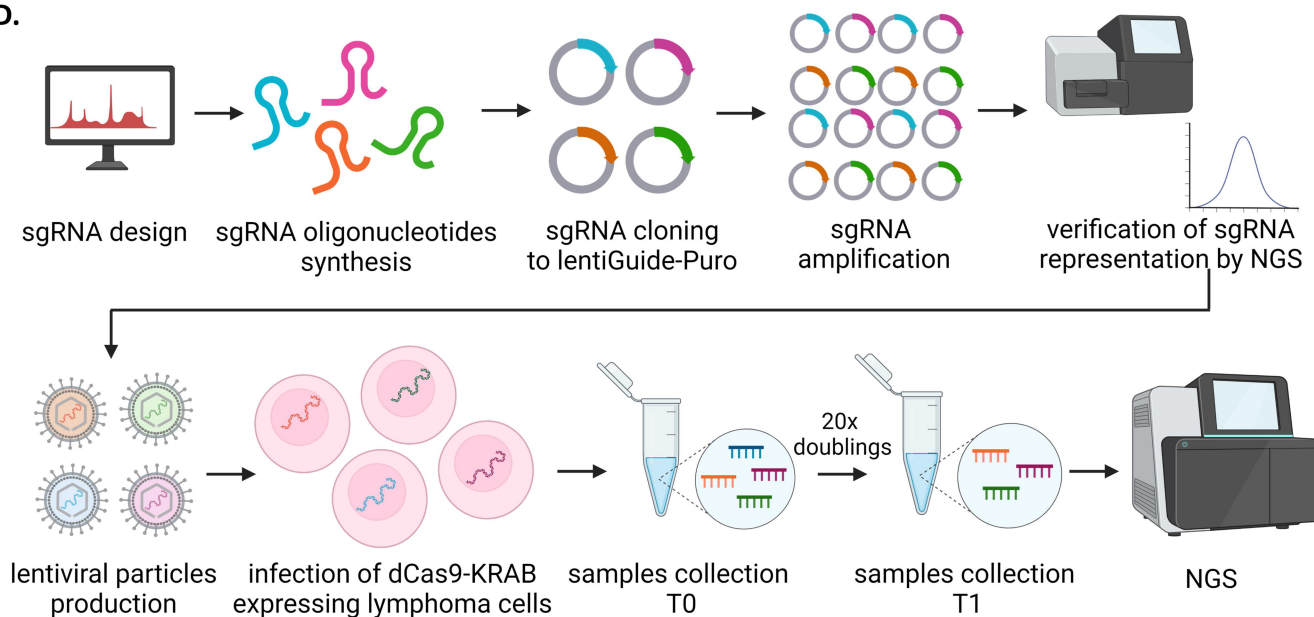 D.
sgRNA design
sgRNA oligonucleotides
synthesis
sgRNA cloning
to lentiGuide-Puro
sgRNA
amplification
verification of sgRNA
representation by NGS
20x
doublings
lentiviral particles
production
infection of dCas9-KRAB
expressing lymphoma cells
samples collection
T0
samples collection
T1
NGS